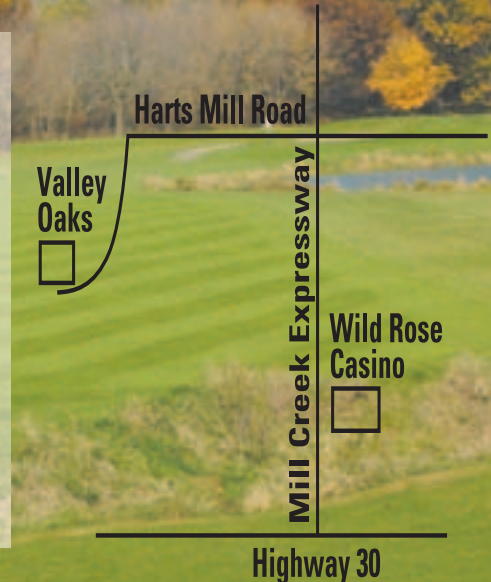 Harts Mill Road
Valley
Oaks
Mill Creek Expressway
Wild Rose
Casino
Highway 30